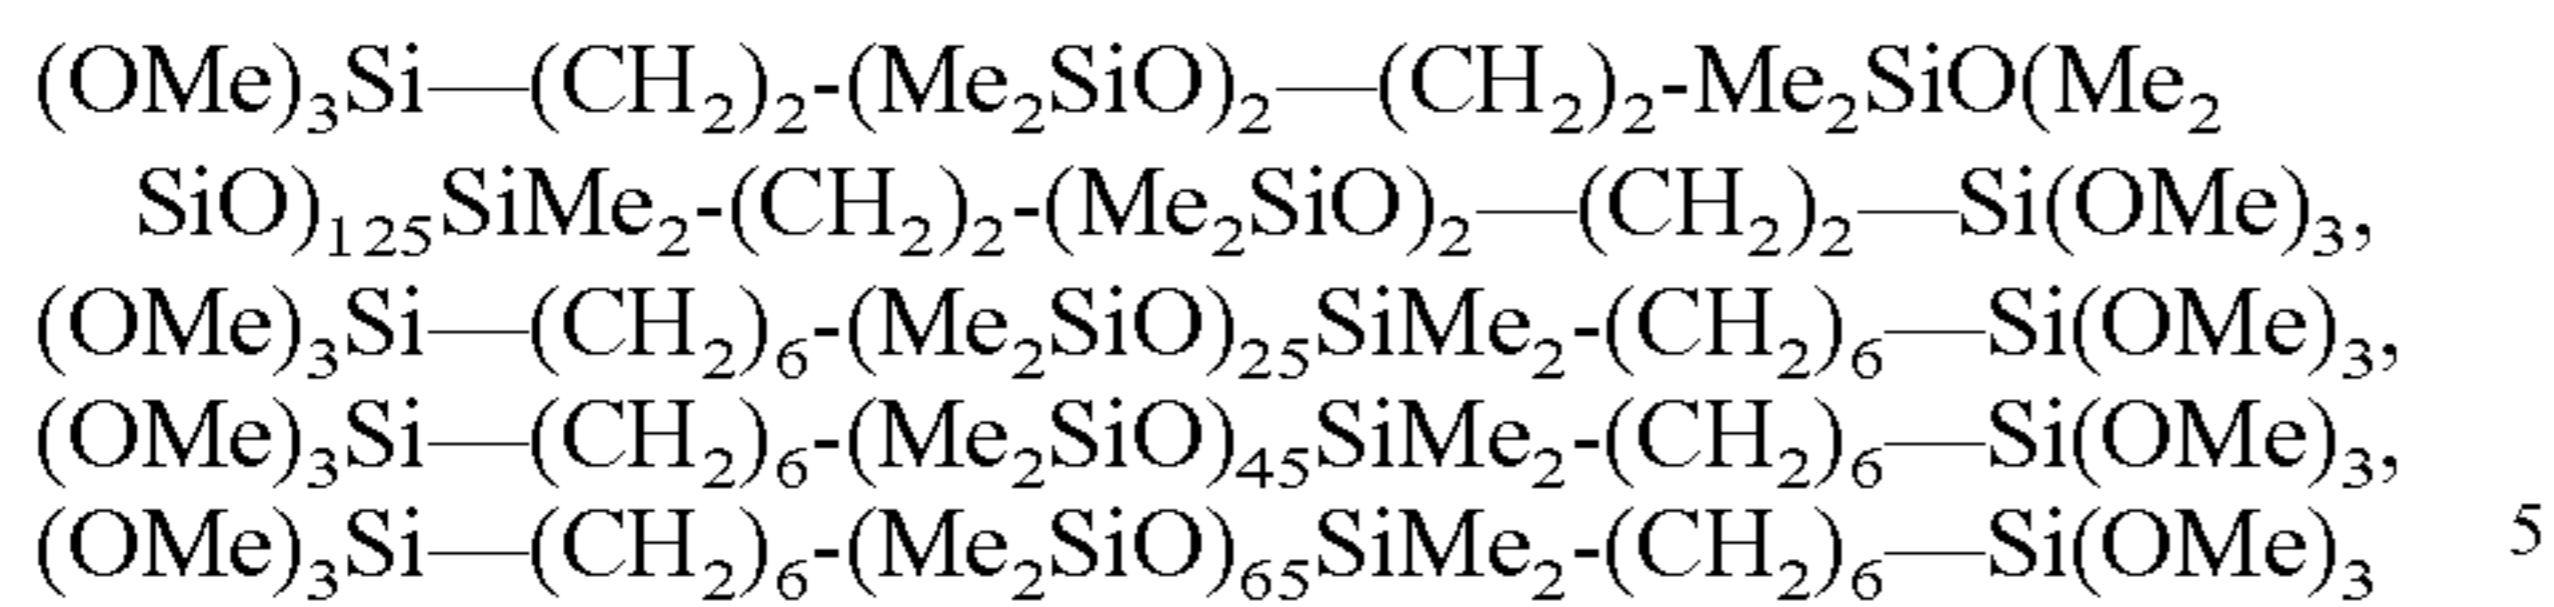 (OMe)₃Si—(CH₂)₂-(Me₂SiO)₂—(CH₂)₂-Me₂SiO(Me₂
SiO)₁₂₅SiMe₂-(CH₂)₂-(Me₂SiO)₂—(CH₂)₂—Si(OMe)₃,
(OMe)₃Si—(CH₂)₆-(Me₂SiO)₂₅SiMe₂-(CH₂)₆—Si(OMe)₃,
(OMe)₃Si—(CH₂)₆-(Me₂SiO)₄₅SiMe₂-(CH₂)₆—Si(OMe)₃,
(OMe)₃Si—(CH₂)₆-(Me₂SiO)₆₅SiMe₂-(CH₂)₆—Si(OMe)₃ 5